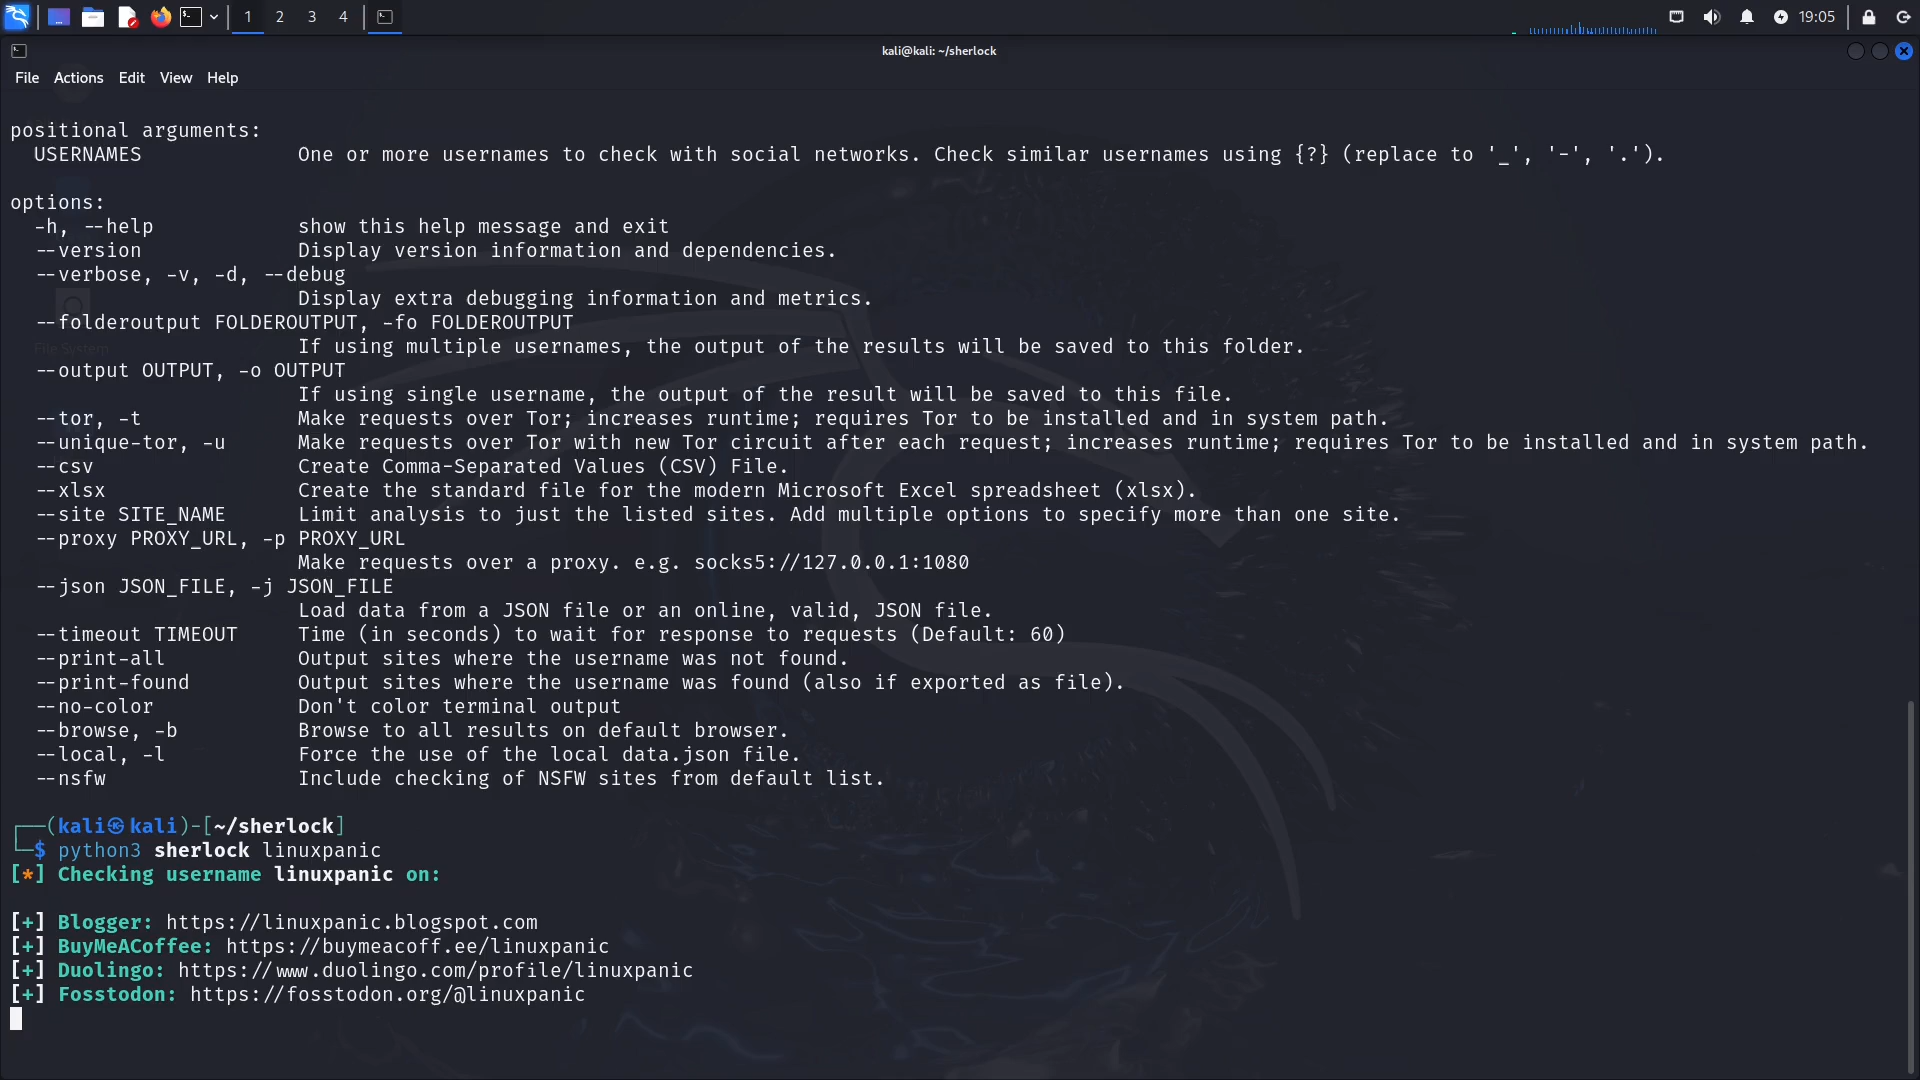 1 2 3 4 19:05
kali@kali: ~/sherlock
File Actions Edit View Help
positional arguments:
  USERNAMES             One or more usernames to check with social networks. Check similar usernames using {?} (replace to '_', '-', '.').
options:
  -h, --help            show this help message and exit
  --version             Display version information and dependencies.
  --verbose, -v, -d, --debug
                        Display extra debugging information and metrics.
  --folderoutput FOLDEROUTPUT, -fo FOLDEROUTPUT
File System
                        If using multiple usernames, the output of the results will be saved to this folder.
  --output OUTPUT, -o OUTPUT
                        If using single username, the output of the result will be saved to this file.
  --tor, -t             Make requests over Tor; increases runtime; requires Tor to be installed and in system path.
  --unique-tor, -u      Make requests over Tor with new Tor circuit after each request; increases runtime; requires Tor to be installed and in system path.
  --csv                 Create Comma-Separated Values (CSV) File.
  --xlsx                Create the standard file for the modern Microsoft Excel spreadsheet (xlsx).
  --site SITE_NAME      Limit analysis to just the listed sites. Add multiple options to specify more than one site.
  --proxy PROXY_URL, -p PROXY_URL
                        Make requests over a proxy. e.g. socks5://127.0.0.1:1080
  --json JSON_FILE, -j JSON_FILE
                        Load data from a JSON file or an online, valid, JSON file.
  --timeout TIMEOUT     Time (in seconds) to wait for response to requests (Default: 60)
  --print-all           Output sites where the username was not found.
  --print-found         Output sites where the username was found (also if exported as file).
  --no-color            Don't color terminal output
  --browse, -b          Browse to all results on default browser.
  --local, -l           Force the use of the local data.json file.
  --nsfw                Include checking of NSFW sites from default list.
┌──(kali㉿kali)-[~/sherlock]
└─$ python3 sherlock linuxpanic
[*] Checking username linuxpanic on:
[+] Blogger: https://linuxpanic.blogspot.com
[+] BuyMeACoffee: https://buymeacoff.ee/linuxpanic
[+] Duolingo: https://www.duolingo.com/profile/linuxpanic
[+] Fosstodon: https://fosstodon.org/@linuxpanic